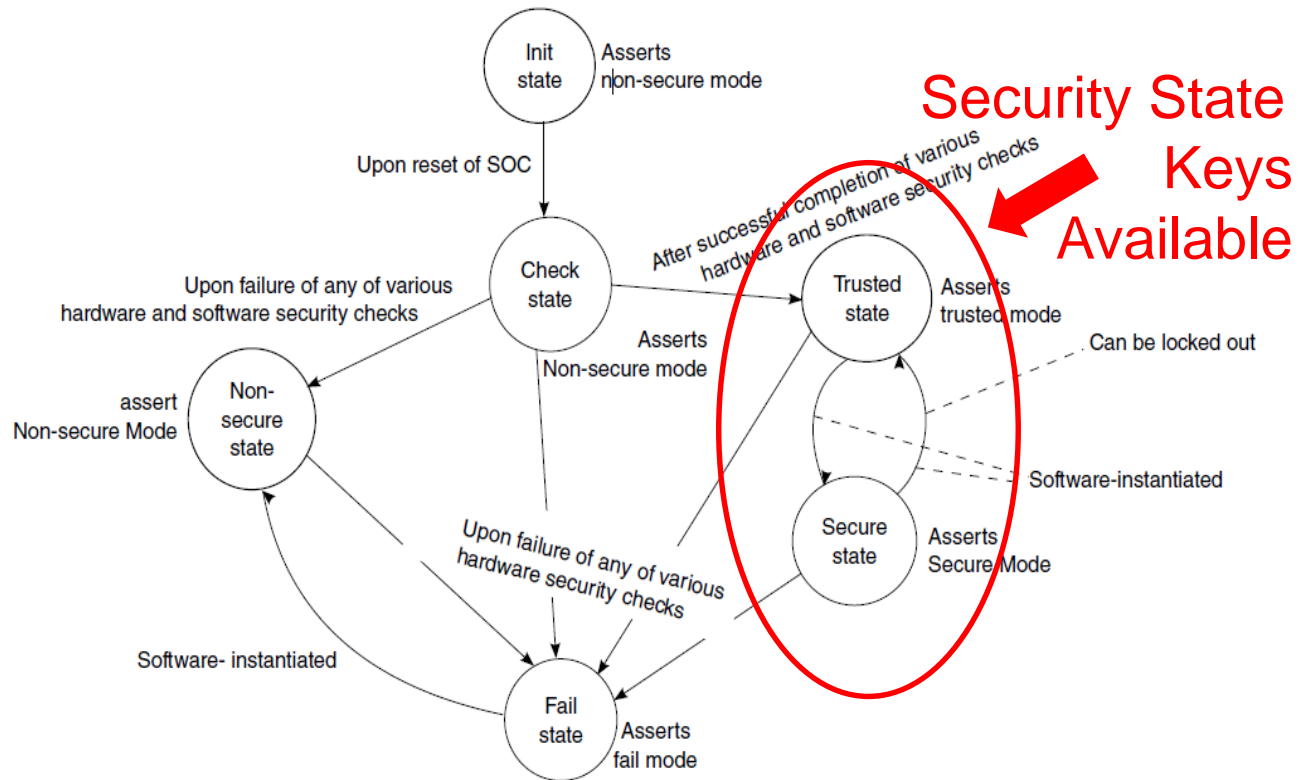 Init
state
Asserts
non-secure mode
Security State
Keys
Available
Upon reset of SOC
After successful completion of various
hardware and software security checks
Check
state
Asserts
Non-secure mode
Trusted
state
Asserts
trusted mode
Upon failure of any of various
hardware and software security checks
Can be locked out
assert
Non-secure Mode
Non-
secure
state
Software-instantiated
Secure
state
Asserts
Secure Mode
Upon failure of any of various
hardware security checks
Software- instantiated
Fail
state
Asserts
fail mode